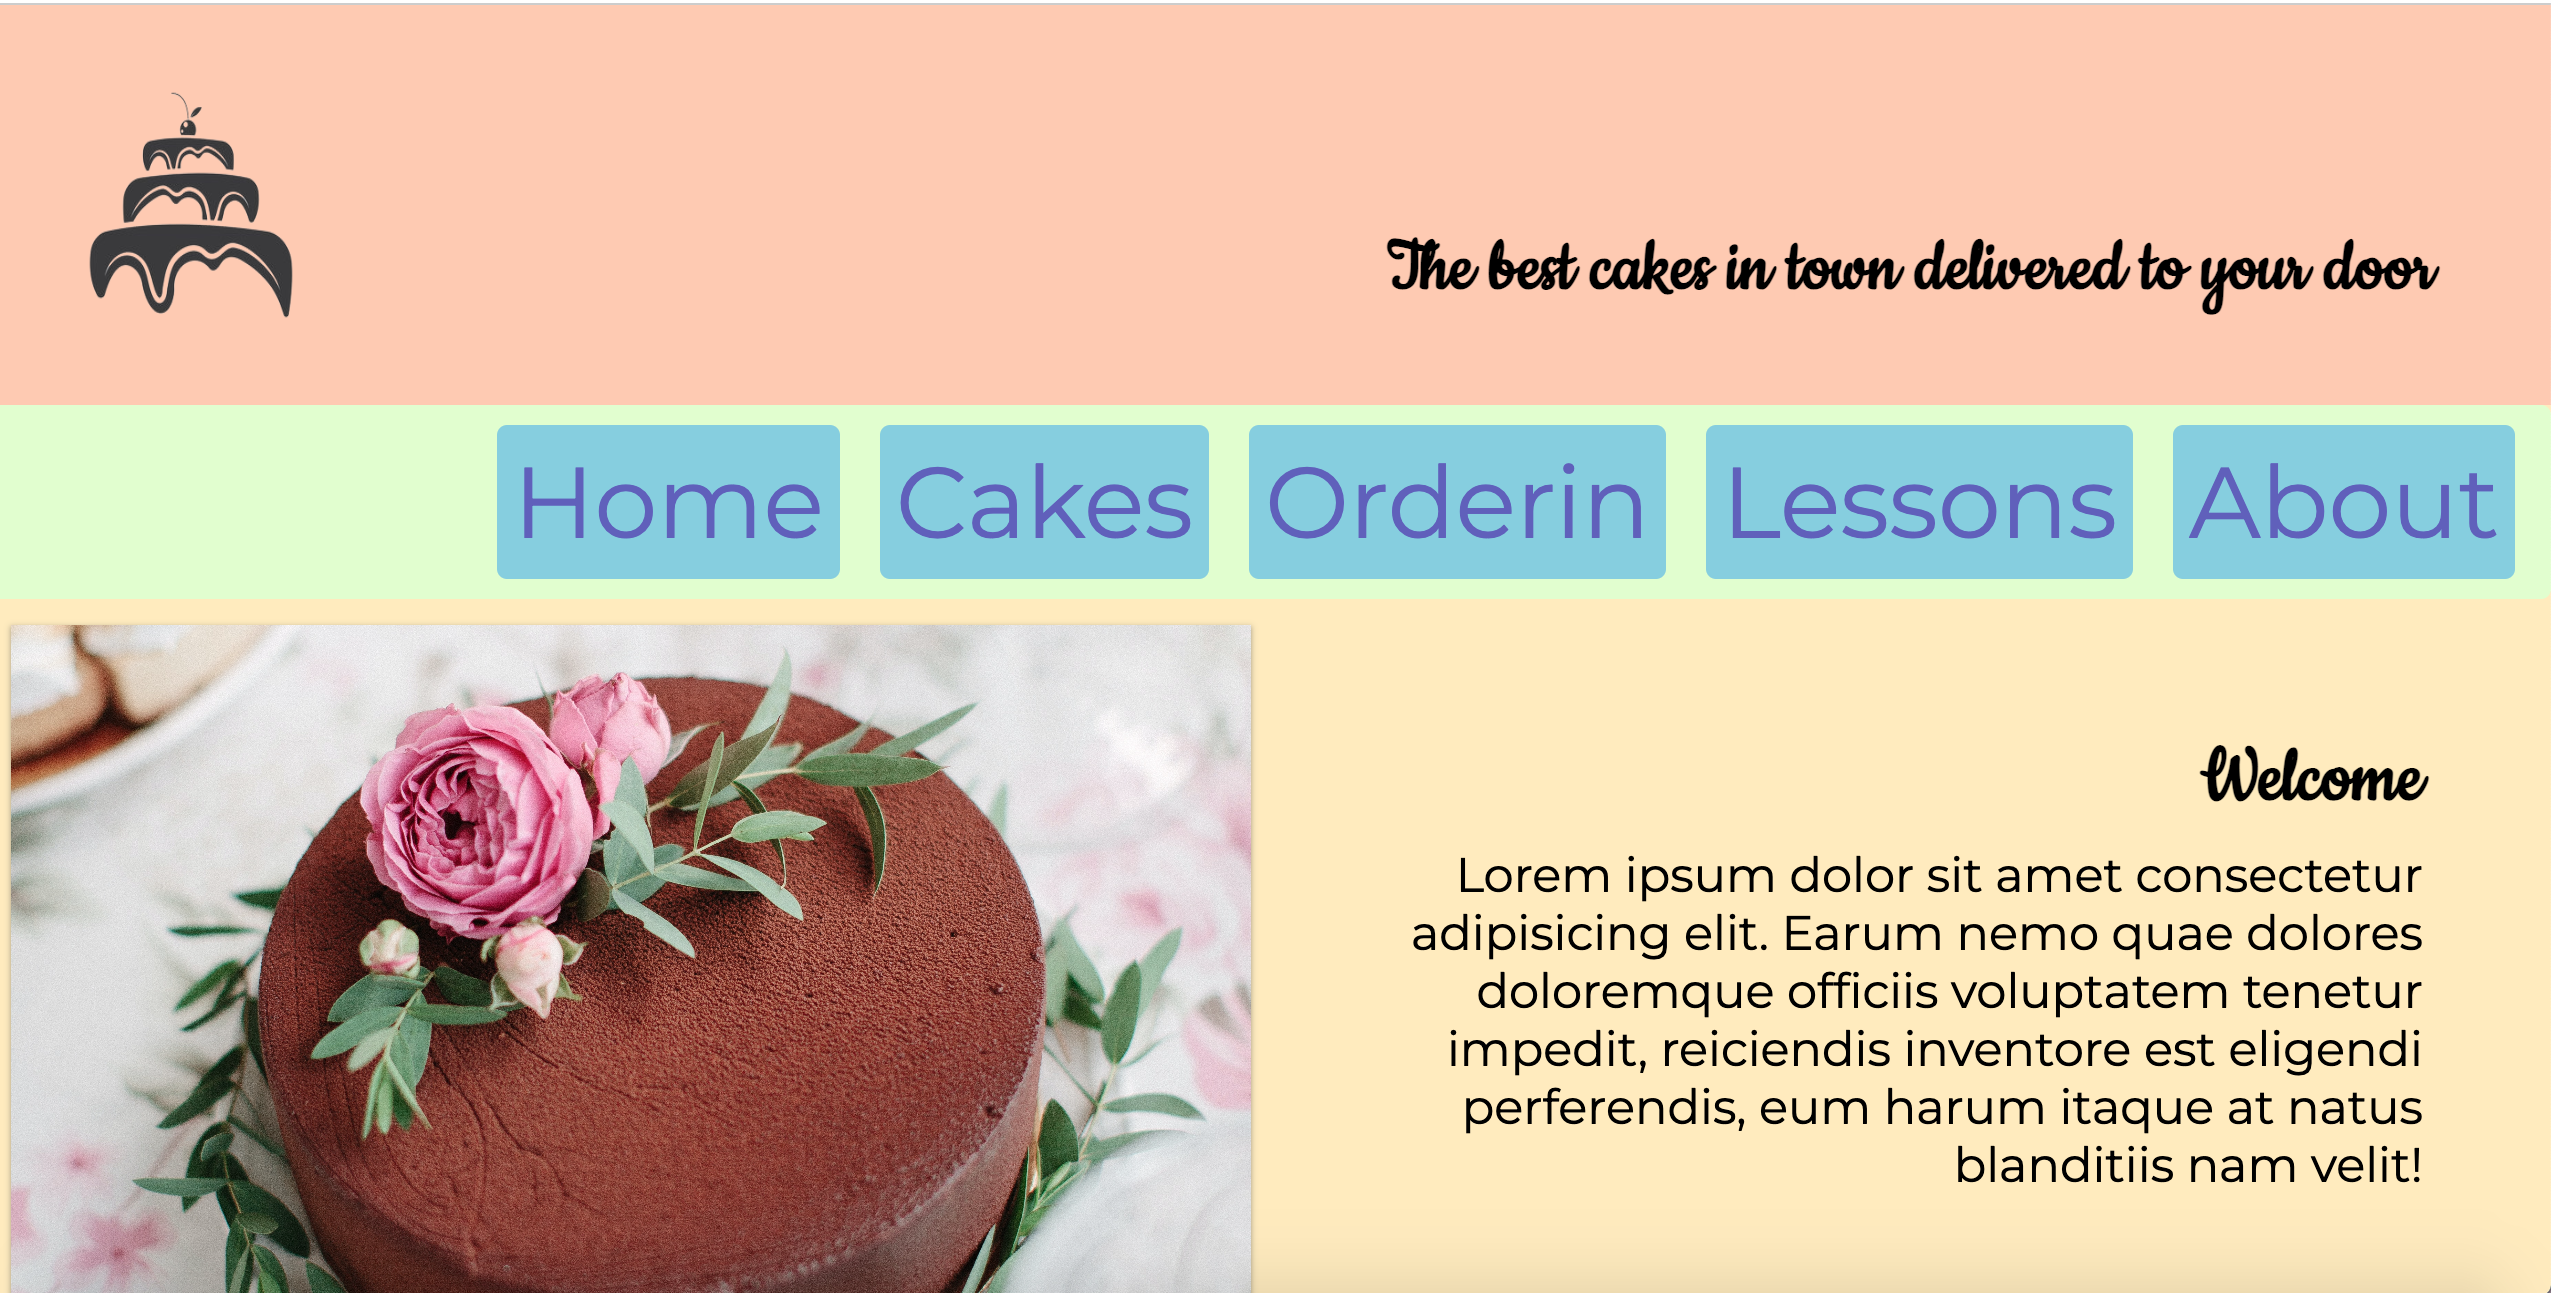 The best cakes in town delivered to your door
Home Cakes Orderin Lessons About
Welcome
Lorem ipsum dolor sit amet consectetur
adipisicing elit. Earum nemo quae dolores
doloremque officiis voluptatem tenetur
impedit, reiciendis inventore est eligendi
perferendis, eum harum itaque at natus
blanditiis nam velit!